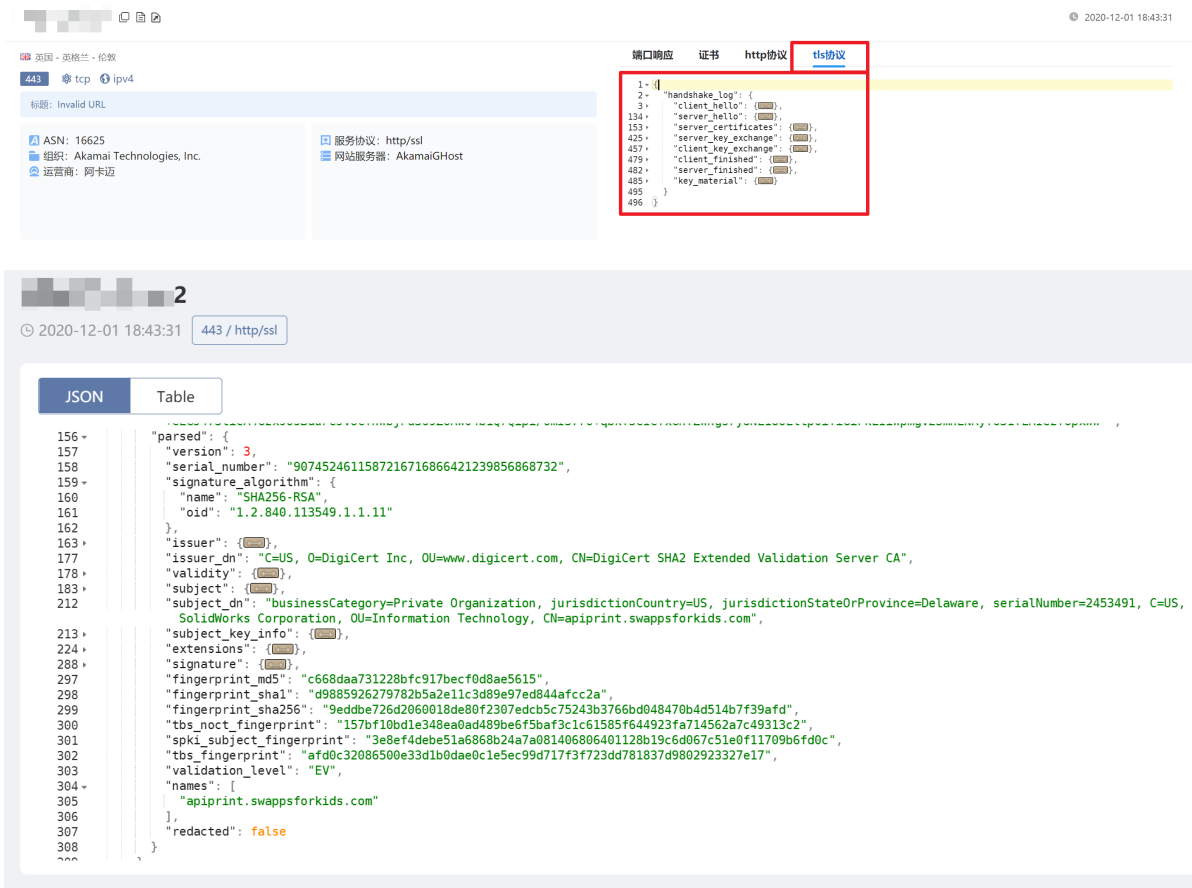 2020-12-01 18:43:31
英国 - 英格兰 - 伦敦
443 tcp ipv4
标题: Invalid URL
ASN: 16625
组织: Akamai Technologies, Inc.
运营商: 阿卡迈
服务协议: http/ssl
网站服务器: AkamaiGHost
端口响应 证书 http协议 tls协议
1 {
2 "handshake_log": {
3 "client_hello": {},
134 "server_hello": {},
153 "server_certificates": {},
425 "server_key_exchange": {},
457 "client_key_exchange": {},
479 "client_finished": {},
482 "server_finished": {},
485 "key_material": {}
495 }
496 }
2
2020-12-01 18:43:31 443 / http/ssl
JSON Table
156 "parsed": {
157 "version": 3,
158 "serial_number": "9074524611587216716866421239856868732",
159 "signature_algorithm": {
160 "name": "SHA256-RSA",
161 "oid": "1.2.840.113549.1.1.11"
162 },
163 "issuer": {},
177 "issuer_dn": "C=US, O=DigiCert Inc, OU=www.digicert.com, CN=DigiCert SHA2 Extended Validation Server CA",
178 "validity": {},
183 "subject": {},
212 "subject_dn": "businessCategory=Private Organization, jurisdictionCountry=US, jurisdictionStateOrProvince=Delaware, serialNumber=2453491, C=US,
SolidWorks Corporation, OU=Information Technology, CN=apiprint.swappsforkids.com",
213 "subject_key_info": {},
224 "extensions": {},
288 "signature": {},
297 "fingerprint_md5": "c668daa731228bfc917becf0d8ae5615",
298 "fingerprint_sha1": "d9885926279782b5a2e11c3d89e97ed844afcc2a",
299 "fingerprint_sha256": "9eddbe726d2060018de80f2307edcb5c75243b3766bd048470b4d514b7f39afd",
300 "tbs_noct_fingerprint": "157bf10bd1e348ea0ad489be6f5baf3c1c61585f644923fa714562a7c49313c2",
301 "spki_subject_fingerprint": "3e8ef4debe51a6868b24a7a081406806401128b19c6d067c51e0f11709b6fd0c",
302 "tbs_fingerprint": "afd0c32086500e33d1b0dae0c1e5ec99d717f3f723dd781837d9802923327e17",
303 "validation_level": "EV",
304 "names": [
305 "apiprint.swappsforkids.com"
306 ],
307 "redacted": false
308 }